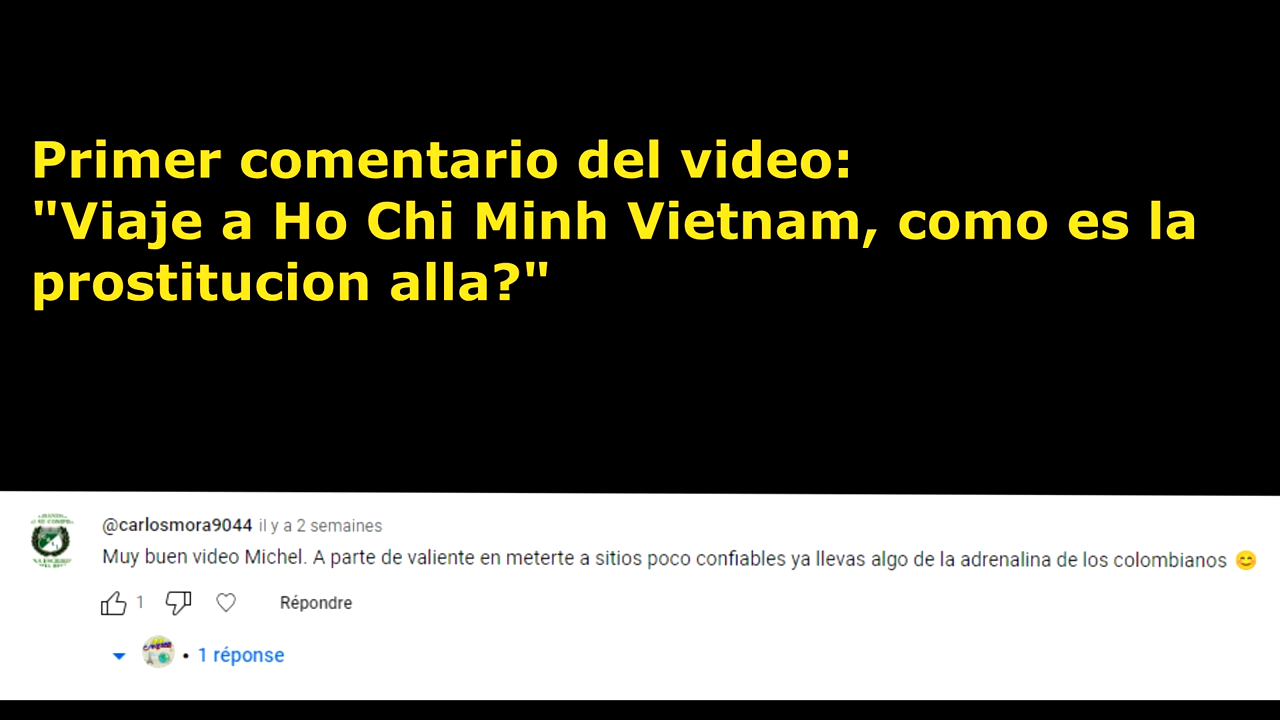 Primer comentario del video:
"Viaje a Ho Chi Minh Vietnam, como es la
prostitucion alla?"
@carlosmora9044 il y a 2 semaines
Muy buen video Michel. A parte de valiente en meterte a sitios poco confiables ya llevas algo de la adrenalina de los colombianos 😊
1 Répondre
• 1 réponse